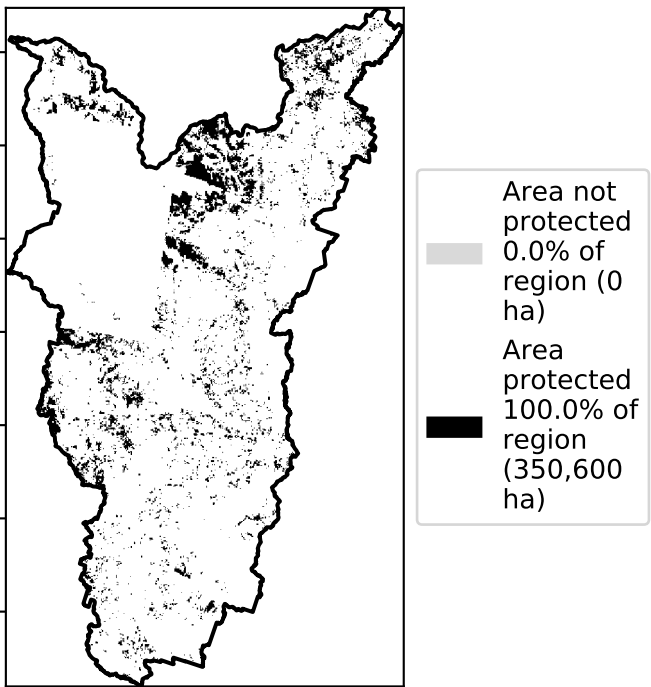 Area not
protected
0.0% of
region (0
ha)
Area
protected
100.0% of
region
(350,600
ha)